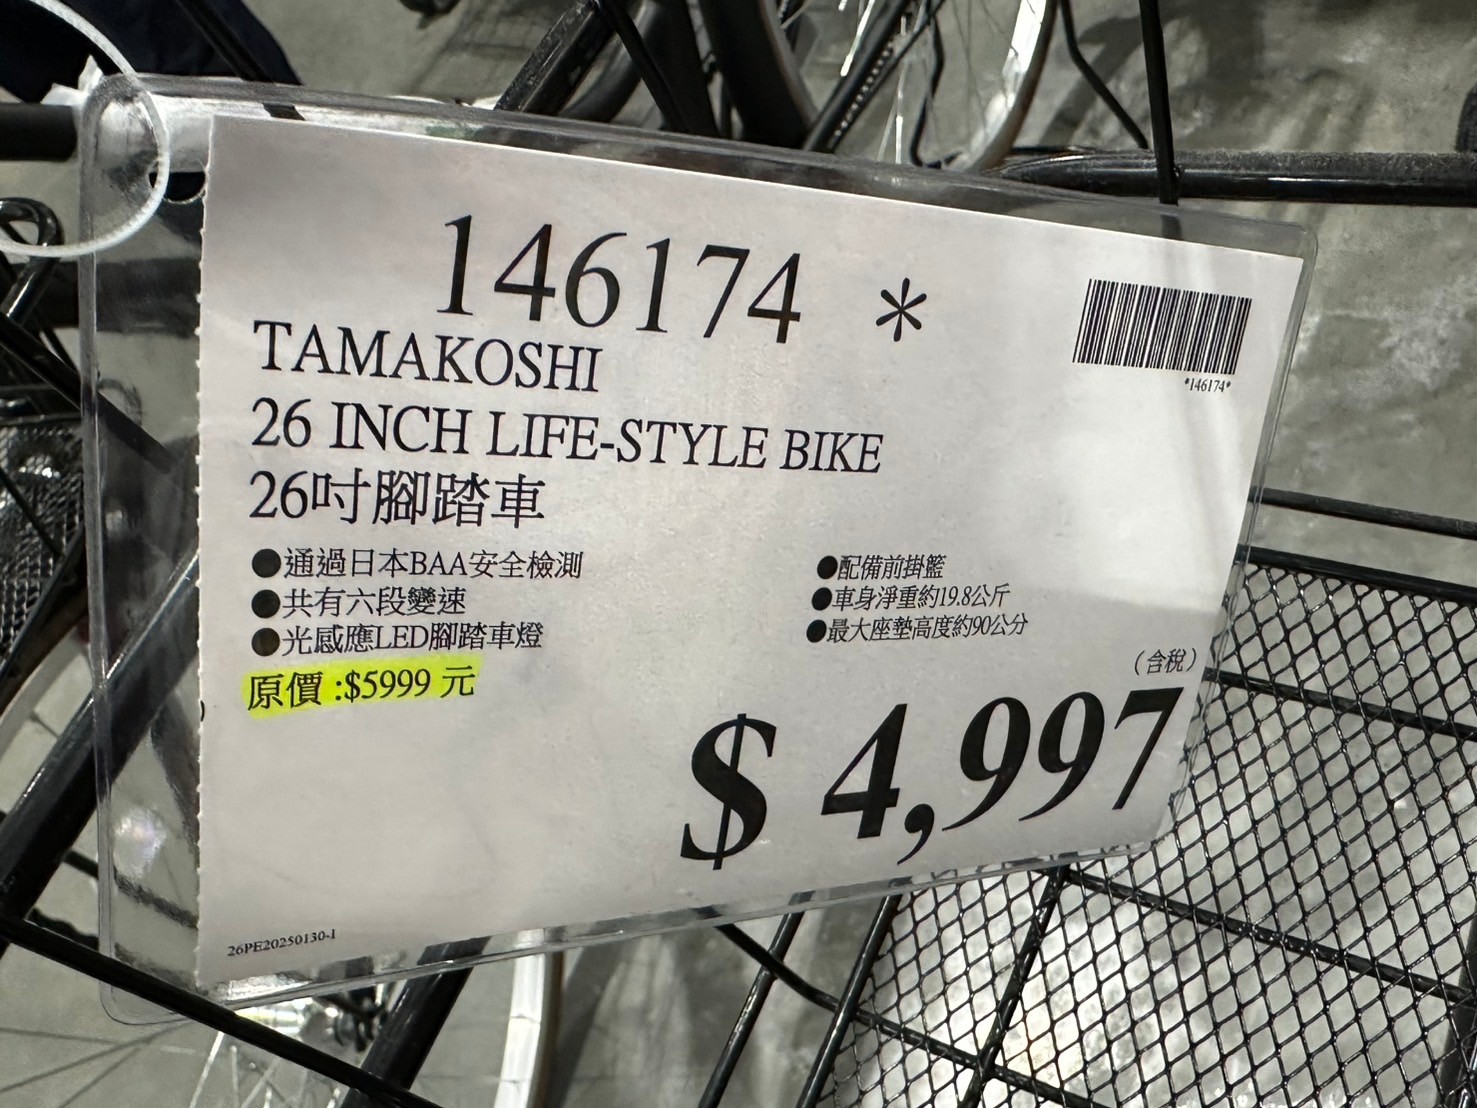 146174 *
*146174*
TAMAKOSHI
26 INCH LIFE-STYLE BIKE
26吋腳踏車
●通過日本BAA安全檢測
●共有六段變速
●光感應LED腳踏車燈
●配備前掛籃
●車身淨重約19.8公斤
●最大座墊高度約90公分
原價 :$5999 元
(含稅)
$ 4,997
26PE20250130-1